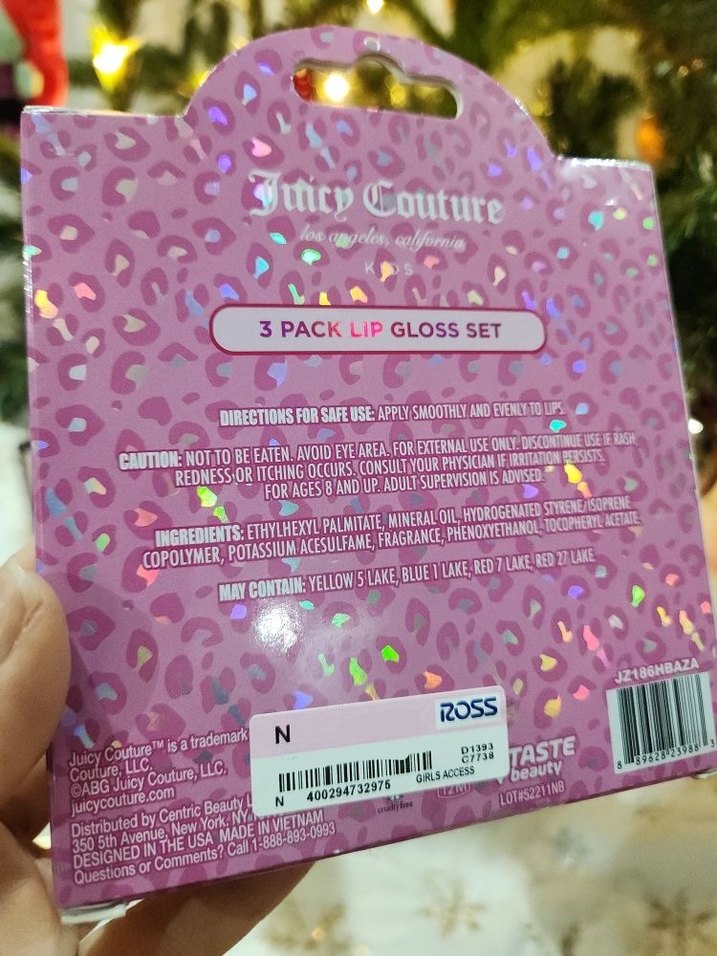 Juicy Couture
los angeles, california
KIDS
3 PACK LIP GLOSS SET
DIRECTIONS FOR SAFE USE: APPLY SMOOTHLY AND EVENLY TO LIPS.
CAUTION: NOT TO BE EATEN. AVOID EYE AREA. FOR EXTERNAL USE ONLY. DISCONTINUE USE IF RASH,
REDNESS OR ITCHING OCCURS. CONSULT YOUR PHYSICIAN IF IRRITATION PERSISTS.
FOR AGES 8 AND UP. ADULT SUPERVISION IS ADVISED.
INGREDIENTS: ETHYLHEXYL PALMITATE, MINERAL OIL, HYDROGENATED STYRENE/ISOPRENE
COPOLYMER, POTASSIUM ACESULFAME, FRAGRANCE, PHENOXYETHANOL, TOCOPHERYL ACETATE.
MAY CONTAIN: YELLOW 5 LAKE, BLUE 1 LAKE, RED 7 LAKE, RED 27 LAKE.
JZ186HBAZA
8 89628 23988 3
Juicy Couture™ is a trademark
Couture, LLC.
©ABG Juicy Couture, LLC.
juicycouture.com
Distributed by Centric Beauty
350 5th Avenue, New York, NY
DESIGNED IN THE USA MADE IN VIETNAM
Questions or Comments? Call 1-888-893-0993
N
ROSS
D1393
C7738
GIRLS ACCESS
N 400294732975
cruelty free
12M
TASTE
beauty
LOT#52211NB